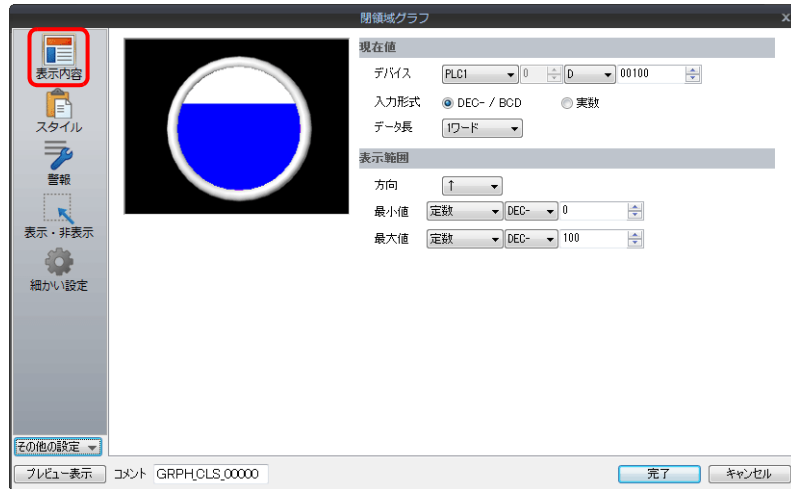 閉領域グラフ x
表示内容
スタイル
警報
表示・非表示
細かい設定
その他の設定
現在値
デバイス PLC1 0 D 00100
入力形式 DEC- / BCD 実数
データ長 1ワード
表示範囲
方向 ↑
最小値 定数 DEC- 0
最大値 定数 DEC- 100
プレビュー表示 コメント GRPH_CLS_00000 完了 キャンセル